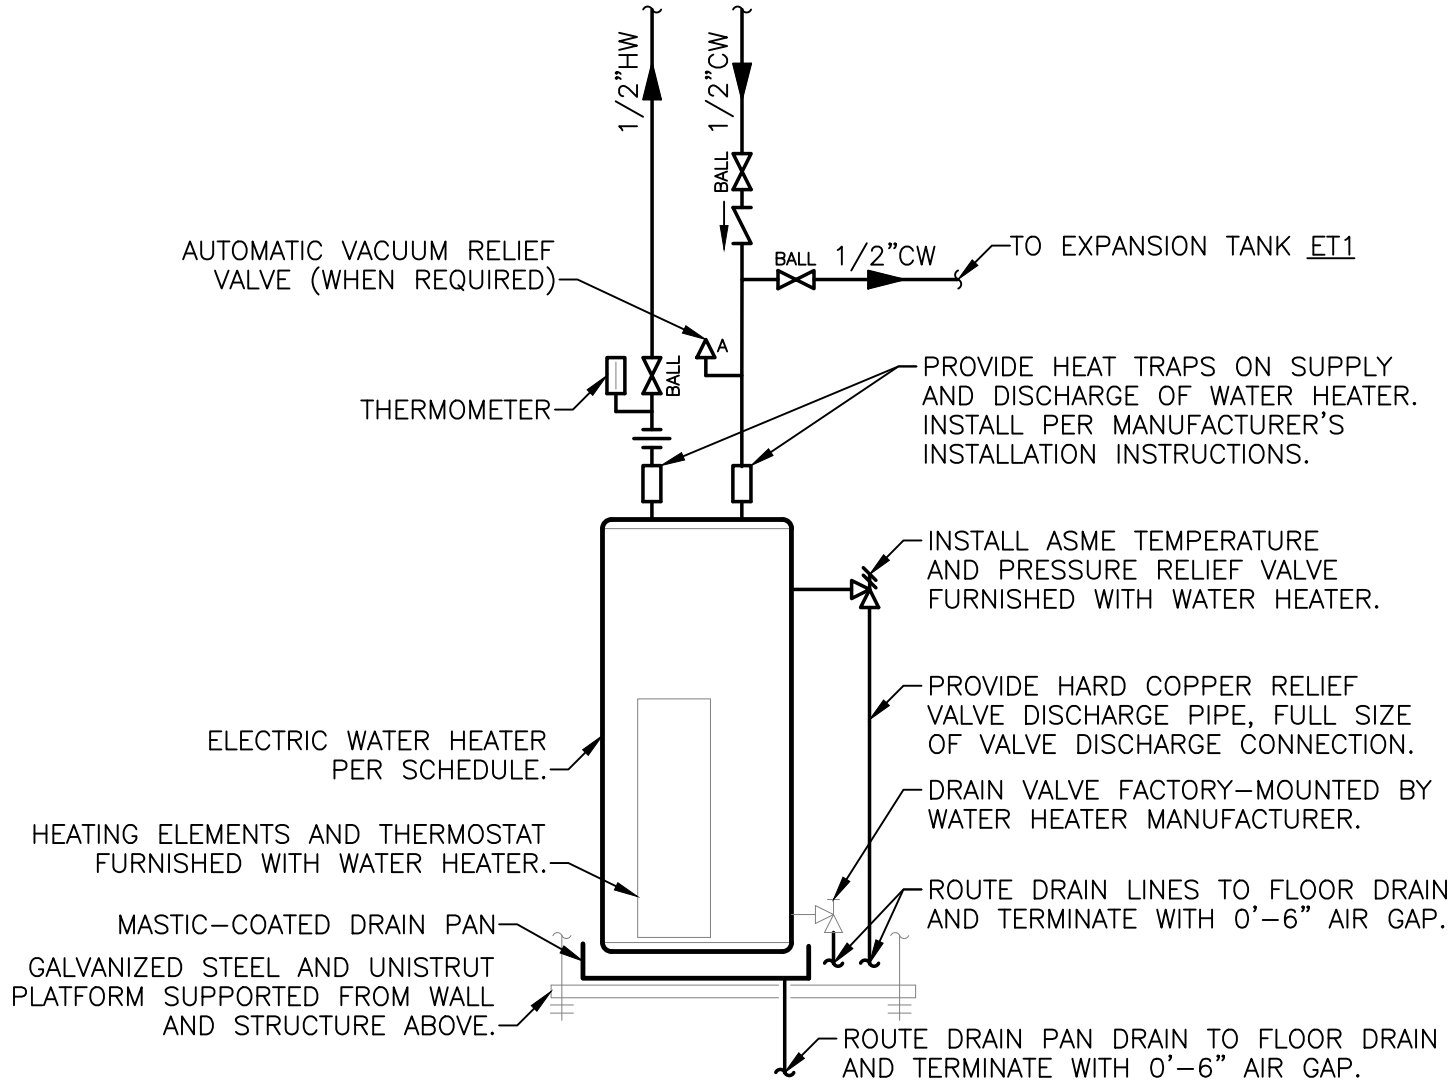 1/2"HW
1/2"CW
BALL
AUTOMATIC VACUUM RELIEF
VALVE (WHEN REQUIRED)
BALL
1/2"CW
TO EXPANSION TANK ET1
A
BALL
THERMOMETER
PROVIDE HEAT TRAPS ON SUPPLY
AND DISCHARGE OF WATER HEATER.
INSTALL PER MANUFACTURER'S
INSTALLATION INSTRUCTIONS.
INSTALL ASME TEMPERATURE
AND PRESSURE RELIEF VALVE
FURNISHED WITH WATER HEATER.
PROVIDE HARD COPPER RELIEF
VALVE DISCHARGE PIPE, FULL SIZE
OF VALVE DISCHARGE CONNECTION.
ELECTRIC WATER HEATER
PER SCHEDULE.
DRAIN VALVE FACTORY-MOUNTED BY
WATER HEATER MANUFACTURER.
HEATING ELEMENTS AND THERMOSTAT
FURNISHED WITH WATER HEATER.
ROUTE DRAIN LINES TO FLOOR DRAIN
AND TERMINATE WITH 0'-6" AIR GAP.
MASTIC-COATED DRAIN PAN
GALVANIZED STEEL AND UNISTRUT
PLATFORM SUPPORTED FROM WALL
AND STRUCTURE ABOVE.
ROUTE DRAIN PAN DRAIN TO FLOOR DRAIN
AND TERMINATE WITH 0'-6" AIR GAP.